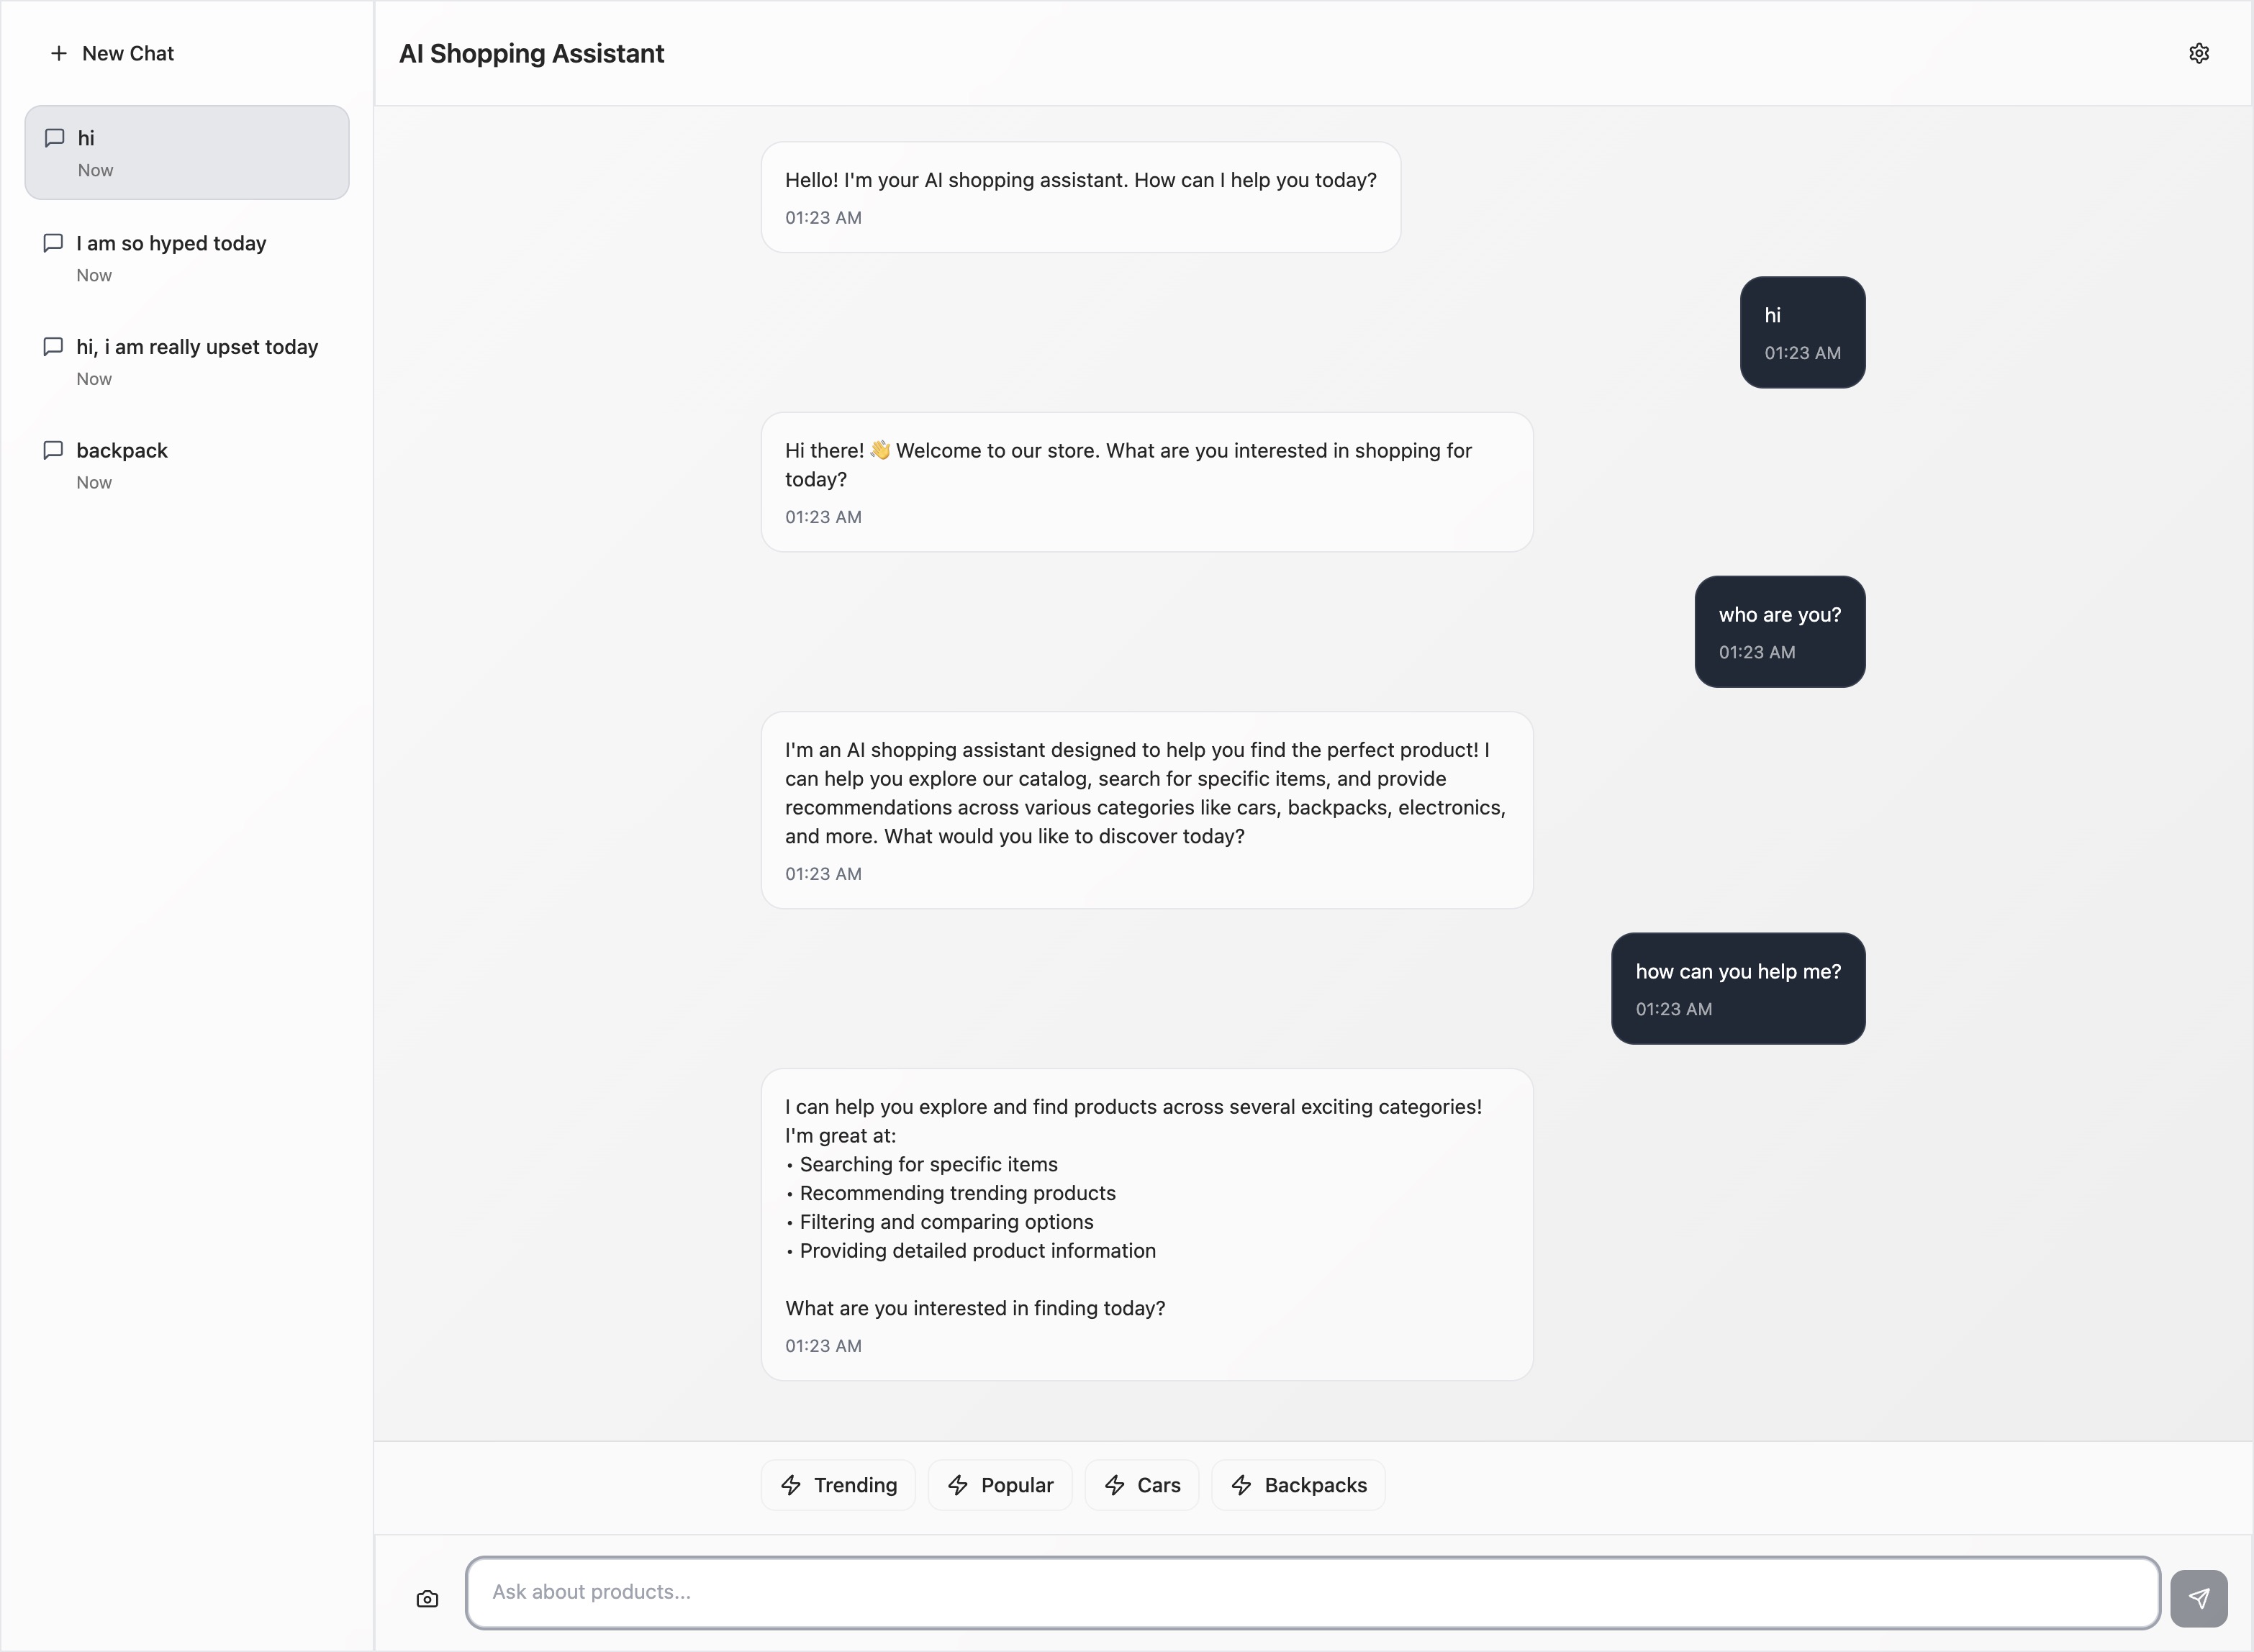 New Chat
hi
Now
I am so hyped today
Now
hi, i am really upset today
Now
backpack
Now
AI Shopping Assistant
Hello! I'm your AI shopping assistant. How can I help you today?
01:23 AM
hi
01:23 AM
Hi there! 👋 Welcome to our store. What are you interested in shopping for
today?
01:23 AM
who are you?
01:23 AM
I'm an AI shopping assistant designed to help you find the perfect product! I
can help you explore our catalog, search for specific items, and provide
recommendations across various categories like cars, backpacks, electronics,
and more. What would you like to discover today?
01:23 AM
how can you help me?
01:23 AM
I can help you explore and find products across several exciting categories!
I'm great at:
• Searching for specific items
• Recommending trending products
• Filtering and comparing options
• Providing detailed product information
What are you interested in finding today?
01:23 AM
Trending
Popular
Cars
Backpacks
Ask about products...